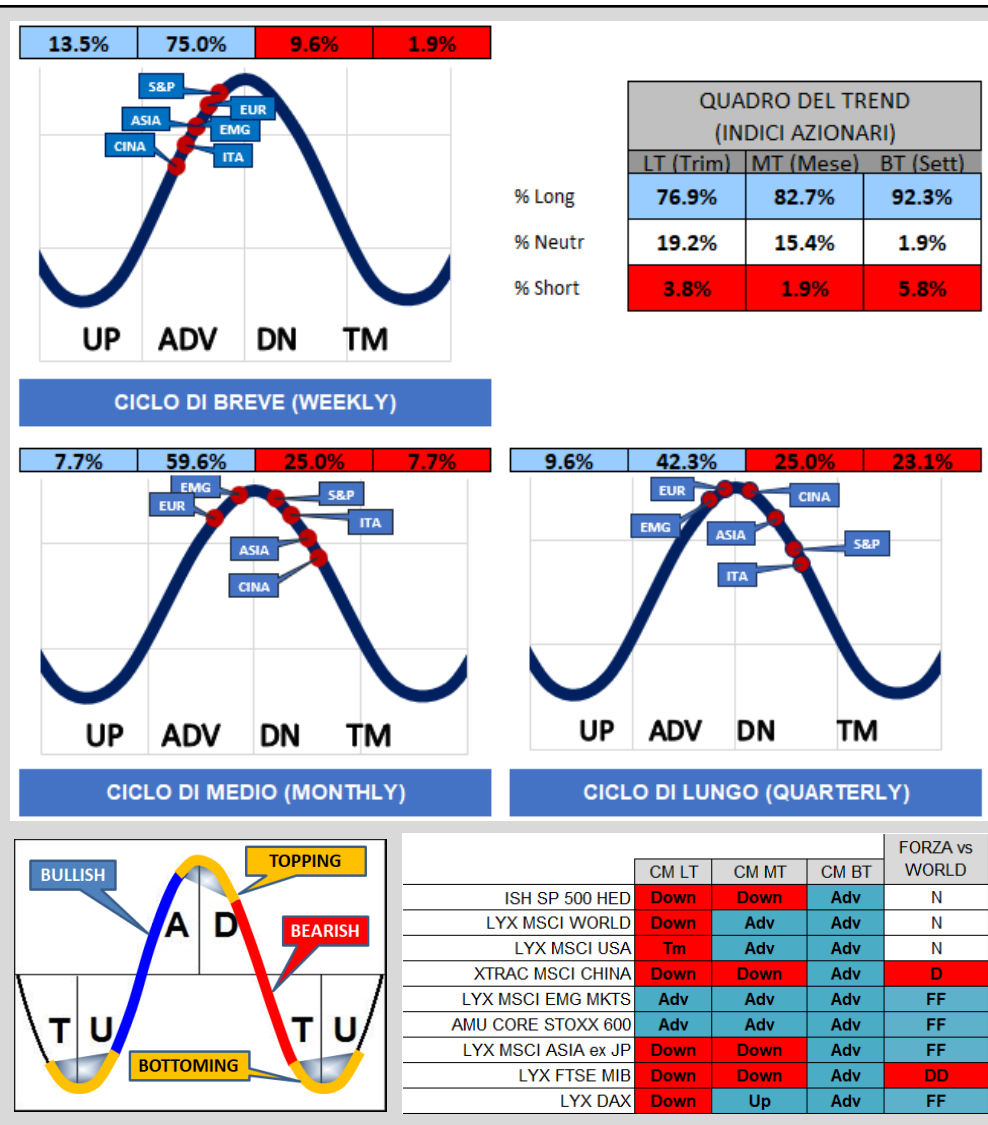 13.5% 75.0% 9.6% 1.9%
S&P
EUR
ASIA
EMG
CINA
ITA
UP ADV DN TM
CICLO DI BREVE (WEEKLY)
QUADRO DEL TREND
(INDICI AZIONARI)
LT (Trim) MT (Mese) BT (Sett)
% Long 76.9% 82.7% 92.3%
% Neutr 19.2% 15.4% 1.9%
% Short 3.8% 1.9% 5.8%
7.7% 59.6% 25.0% 7.7%
EMG
S&P
EUR
ITA
ASIA
CINA
UP ADV DN TM
CICLO DI MEDIO (MONTHLY)
9.6% 42.3% 25.0% 23.1%
EUR
CINA
EMG
ASIA
S&P
ITA
UP ADV DN TM
CICLO DI LUNGO (QUARTERLY)
TOPPING
BULLISH
A D
BEARISH
T U T U
BOTTOMING
FORZA vs
CM LT CM MT CM BT WORLD
ISH SP 500 HED Down Down Adv N
LYX MSCI WORLD Down Adv Adv N
LYX MSCI USA Tm Adv Adv N
XTRAC MSCI CHINA Down Down Adv D
LYX MSCI EMG MKTS Adv Adv Adv FF
AMU CORE STOXX 600 Adv Adv Adv FF
LYX MSCI ASIA ex JP Down Down Adv FF
LYX FTSE MIB Down Down Adv DD
LYX DAX Down Up Adv FF